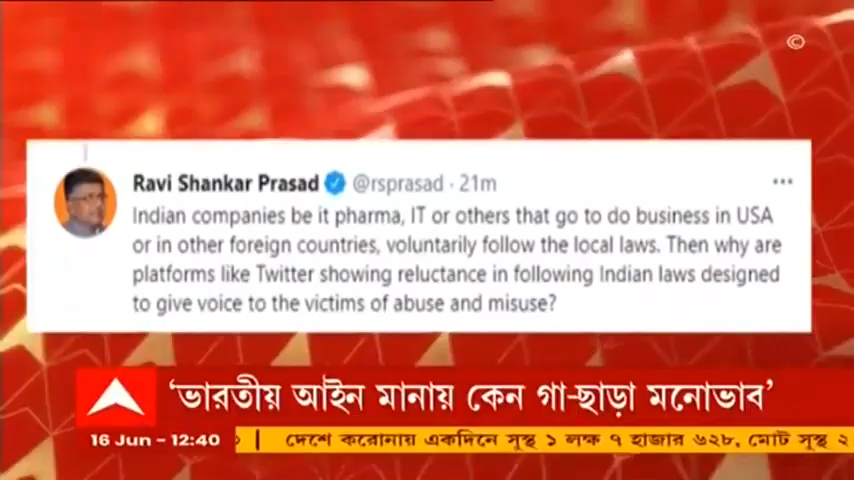 ©
Ravi Shankar Prasad @rsprasad · 21m
Indian companies be it pharma, IT or others that go to do business in USA
or in other foreign countries, voluntarily follow the local laws. Then why are
platforms like Twitter showing reluctance in following Indian laws designed
to give voice to the victims of abuse and misuse?
‘ভারতীয় আইন মানায় কেন গা-ছাড়া মনোভাব’
16 Jun - 12:40
দেশে করোনায় একদিনে সুস্থ ১ লক্ষ ৭ হাজার ৬২৮, মোট সুস্থ ২